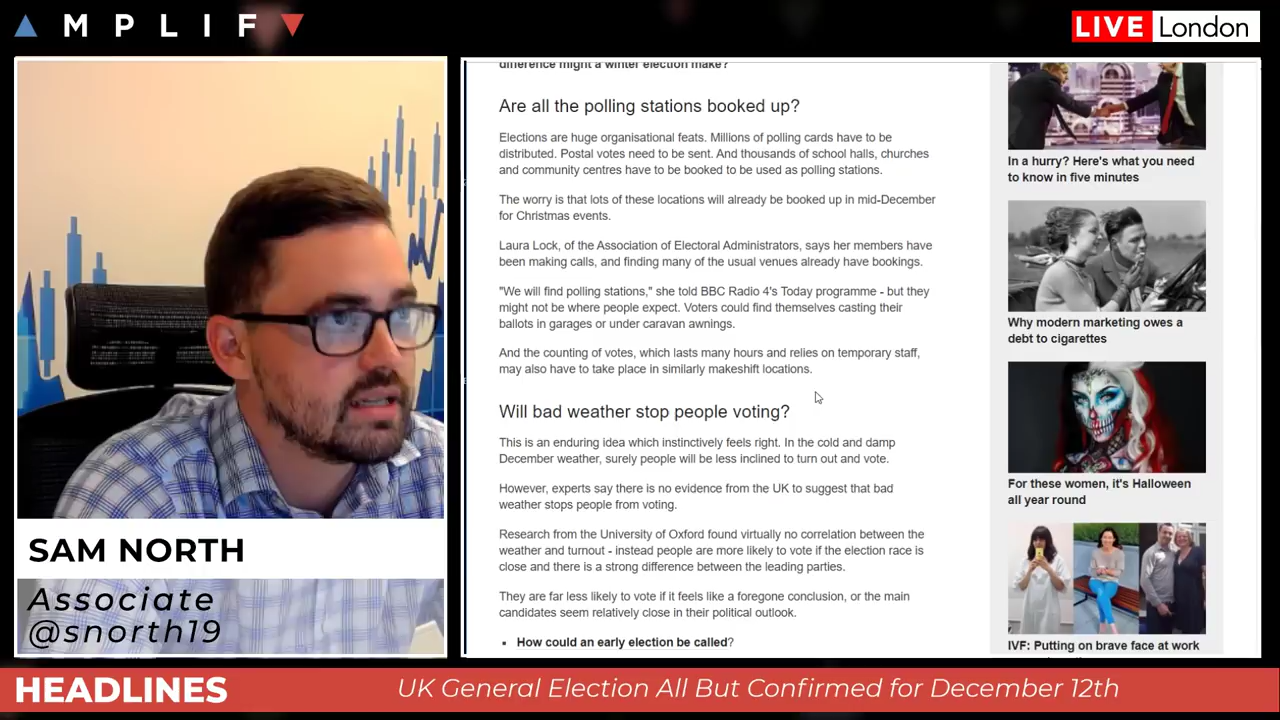 AMPLIFY
LIVE London
difference might a winter election make?
Are all the polling stations booked up?
Elections are huge organisational feats. Millions of polling cards have to be
distributed. Postal votes need to be sent. And thousands of school halls, churches
and community centres have to be booked to be used as polling stations.
The worry is that lots of these locations will already be booked up in mid-December
for Christmas events.
Laura Lock, of the Association of Electoral Administrators, says her members have
been making calls, and finding many of the usual venues already have bookings.
"We will find polling stations," she told BBC Radio 4's Today programme - but they
might not be where people expect. Voters could find themselves casting their
ballots in garages or under caravan awnings.
And the counting of votes, which lasts many hours and relies on temporary staff,
may also have to take place in similarly makeshift locations.
Will bad weather stop people voting?
This is an enduring idea which instinctively feels right. In the cold and damp
December weather, surely people will be less inclined to turn out and vote.
However, experts say there is no evidence from the UK to suggest that bad
weather stops people from voting.
Research from the University of Oxford found virtually no correlation between the
weather and turnout - instead people are more likely to vote if the election race is
close and there is a strong difference between the leading parties.
They are far less likely to vote if it feels like a foregone conclusion, or the main
candidates seem relatively close in their political outlook.
• How could an early election be called?
In a hurry? Here's what you need
to know in five minutes
Why modern marketing owes a
debt to cigarettes
For these women, it's Halloween
all year round
IVF: Putting on brave face at work
SAM NORTH
Associate
@snorth19
HEADLINES
UK General Election All But Confirmed for December 12th